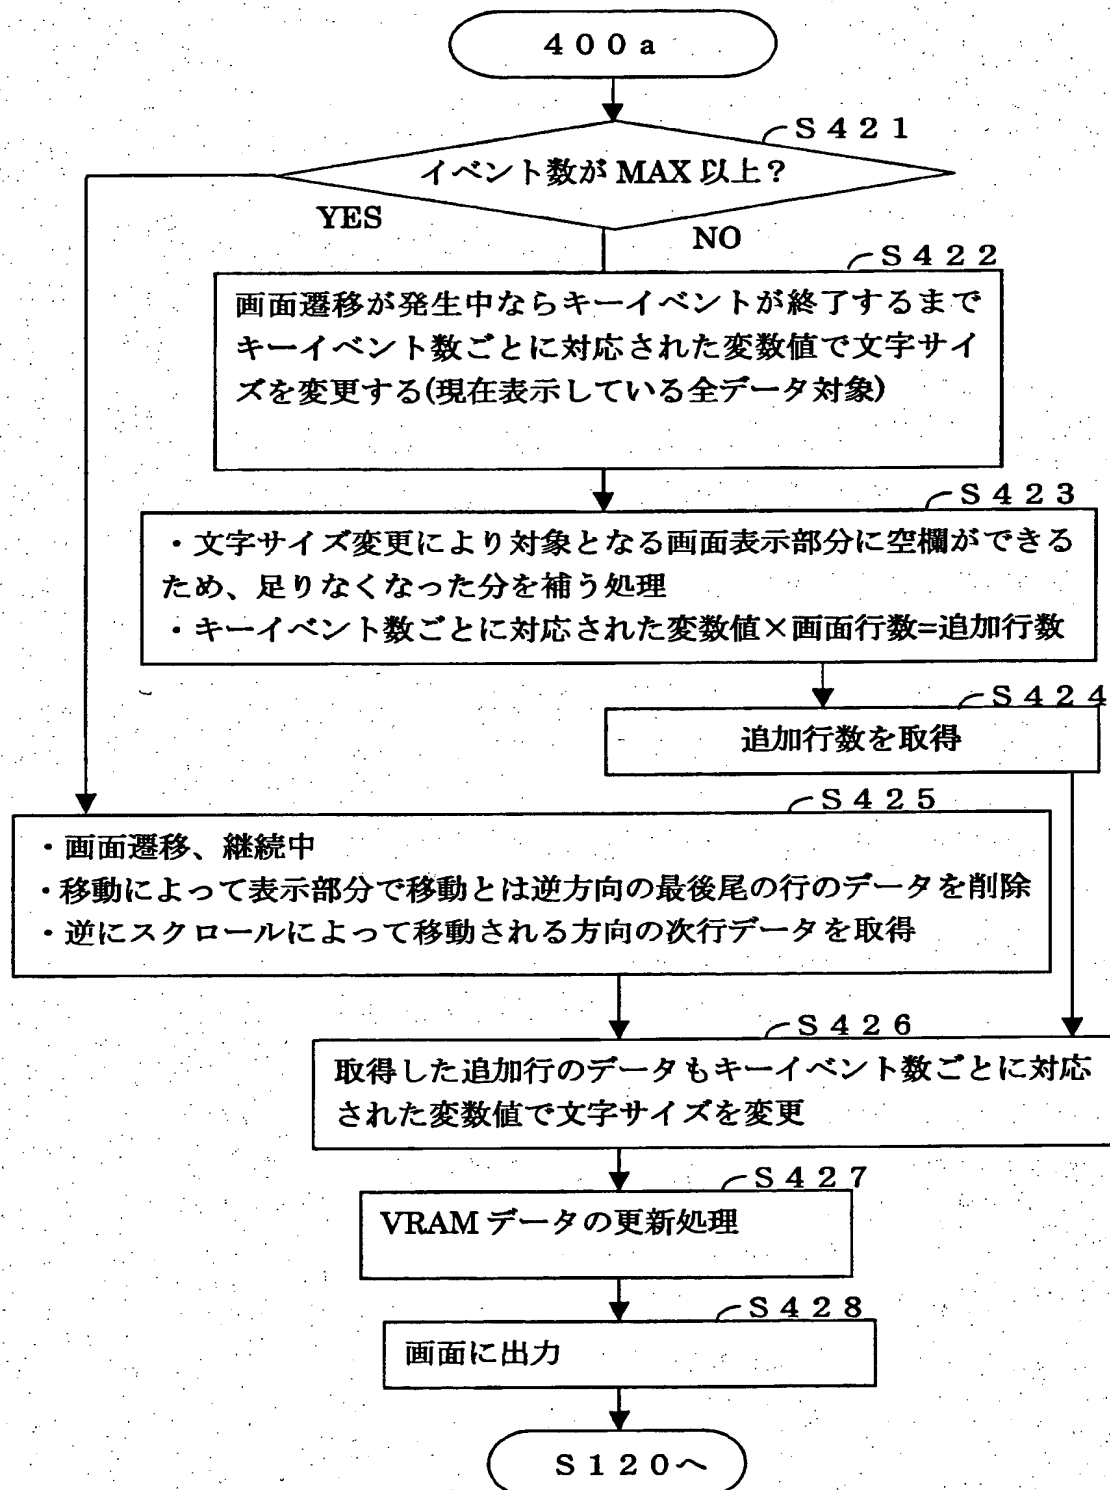 400a
S421
イベント数が MAX 以上?
YES
NO
S422
画面遷移が発生中ならキーイベントが終了するまで
キーイベント数ごとに対応された変数値で文字サイ
ズを変更する(現在表示している全データ対象)
S423
・文字サイズ変更により対象となる画面表示部分に空欄ができる
ため、足りなくなった分を補う処理
・キーイベント数ごとに対応された変数値×画面行数=追加行数
S424
追加行数を取得
S425
・画面遷移、継続中
・移動によって表示部分で移動とは逆方向の最後尾の行のデータを削除
・逆にスクロールによって移動される方向の次行データを取得
S426
取得した追加行のデータもキーイベント数ごとに対応
された変数値で文字サイズを変更
S427
VRAM データの更新処理
S428
画面に出力
S120へ